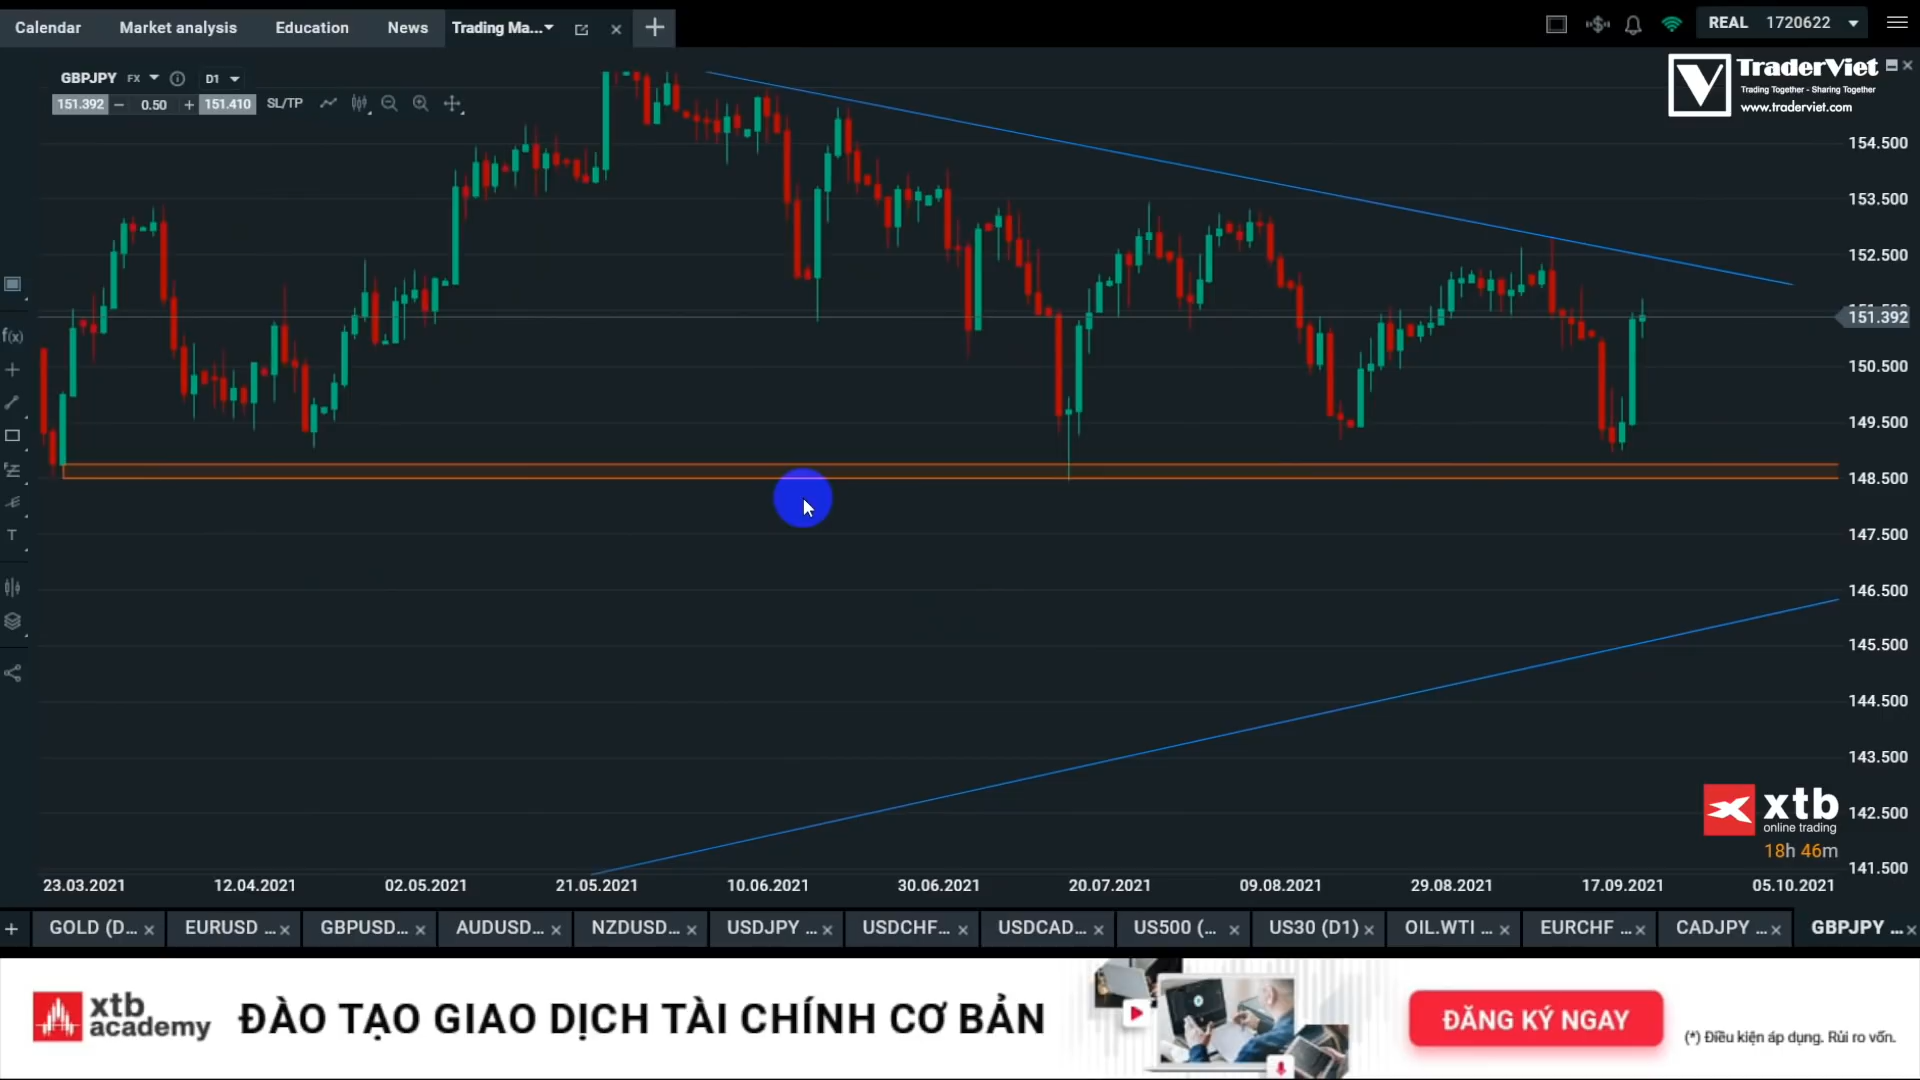 Calendar Market analysis Education News Trading Ma...
REAL 1720622
GBPJPY FX D1
151.392 0.50 151.410 SL/TP
TraderViet
Trading Together - Sharing Together
www.traderviet.com
154.500
153.500
152.500
151.392
150.500
149.500
148.500
147.500
146.500
145.500
144.500
143.500
142.500
141.500
f(x)
T
xtb
online trading
18h 46m
23.03.2021 12.04.2021 02.05.2021 21.05.2021 10.06.2021 30.06.2021 20.07.2021 09.08.2021 29.08.2021 17.09.2021 05.10.2021
GOLD (D... EURUSD ... GBPUSD... AUDUSD... NZDUSD... USDJPY ... USDCHF... USDCAD... US500 (... US30 (D1) OIL.WTI ... EURCHF ... CADJPY ... GBPJPY ...
xtb
academy
ĐÀO TẠO GIAO DỊCH TÀI CHÍNH CƠ BẢN
ĐĂNG KÝ NGAY
(*) Điều kiện áp dụng. Rủi ro vốn.